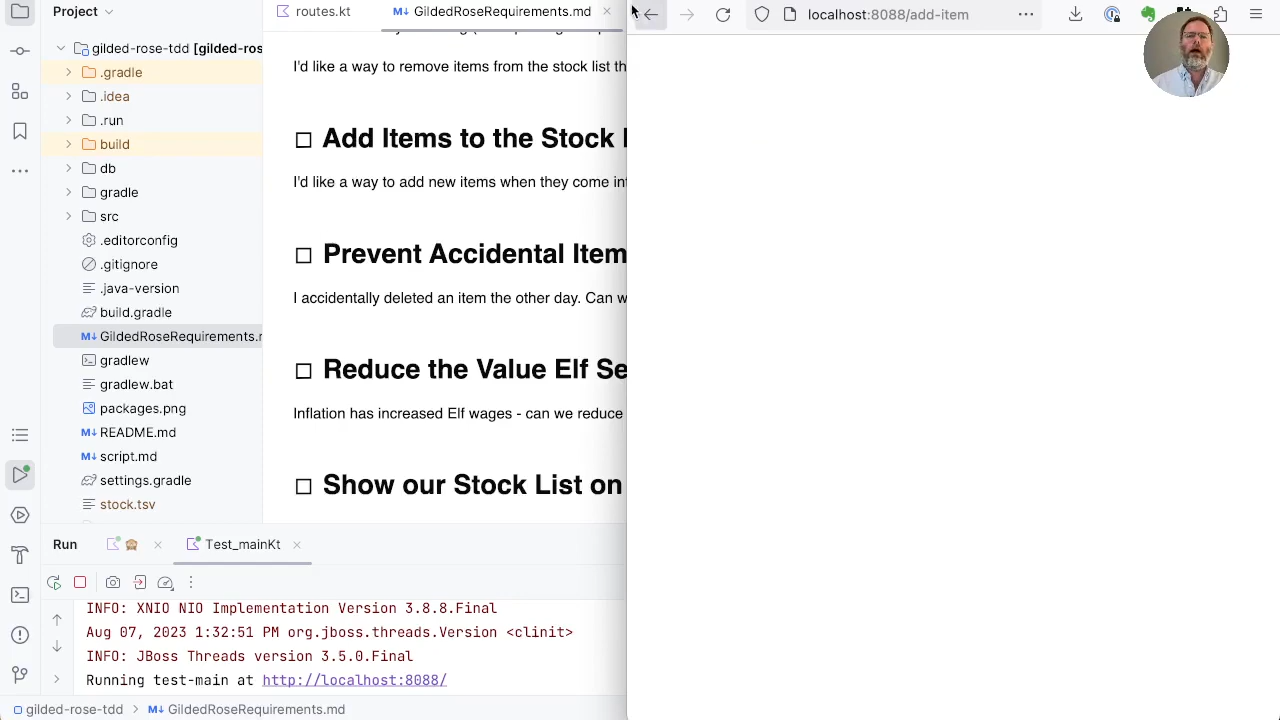 Project
routes.kt
GildedRoseRequirements.md
localhost:8088/add-item
gilded-rose-tdd [gilded-ros
.gradle
.idea
.run
build
db
gradle
src
.editorconfig
.gitignore
.java-version
build.gradle
GildedRoseRequirements.r
gradlew
gradlew.bat
packages.png
README.md
script.md
settings.gradle
stock.tsv
I'd like a way to remove items from the stock list th
Add Items to the Stock
I'd like a way to add new items when they come int
Prevent Accidental Item
I accidentally deleted an item the other day. Can w
Reduce the Value Elf Se
Inflation has increased Elf wages - can we reduce
Show our Stock List on
Run
Test_mainKt
INFO: XNIO NIO Implementation Version 3.8.8.Final
Aug 07, 2023 1:32:51 PM org.jboss.threads.Version <clinit>
INFO: JBoss Threads version 3.5.0.Final
Running test-main at http://localhost:8088/
gilded-rose-tdd > GildedRoseRequirements.md